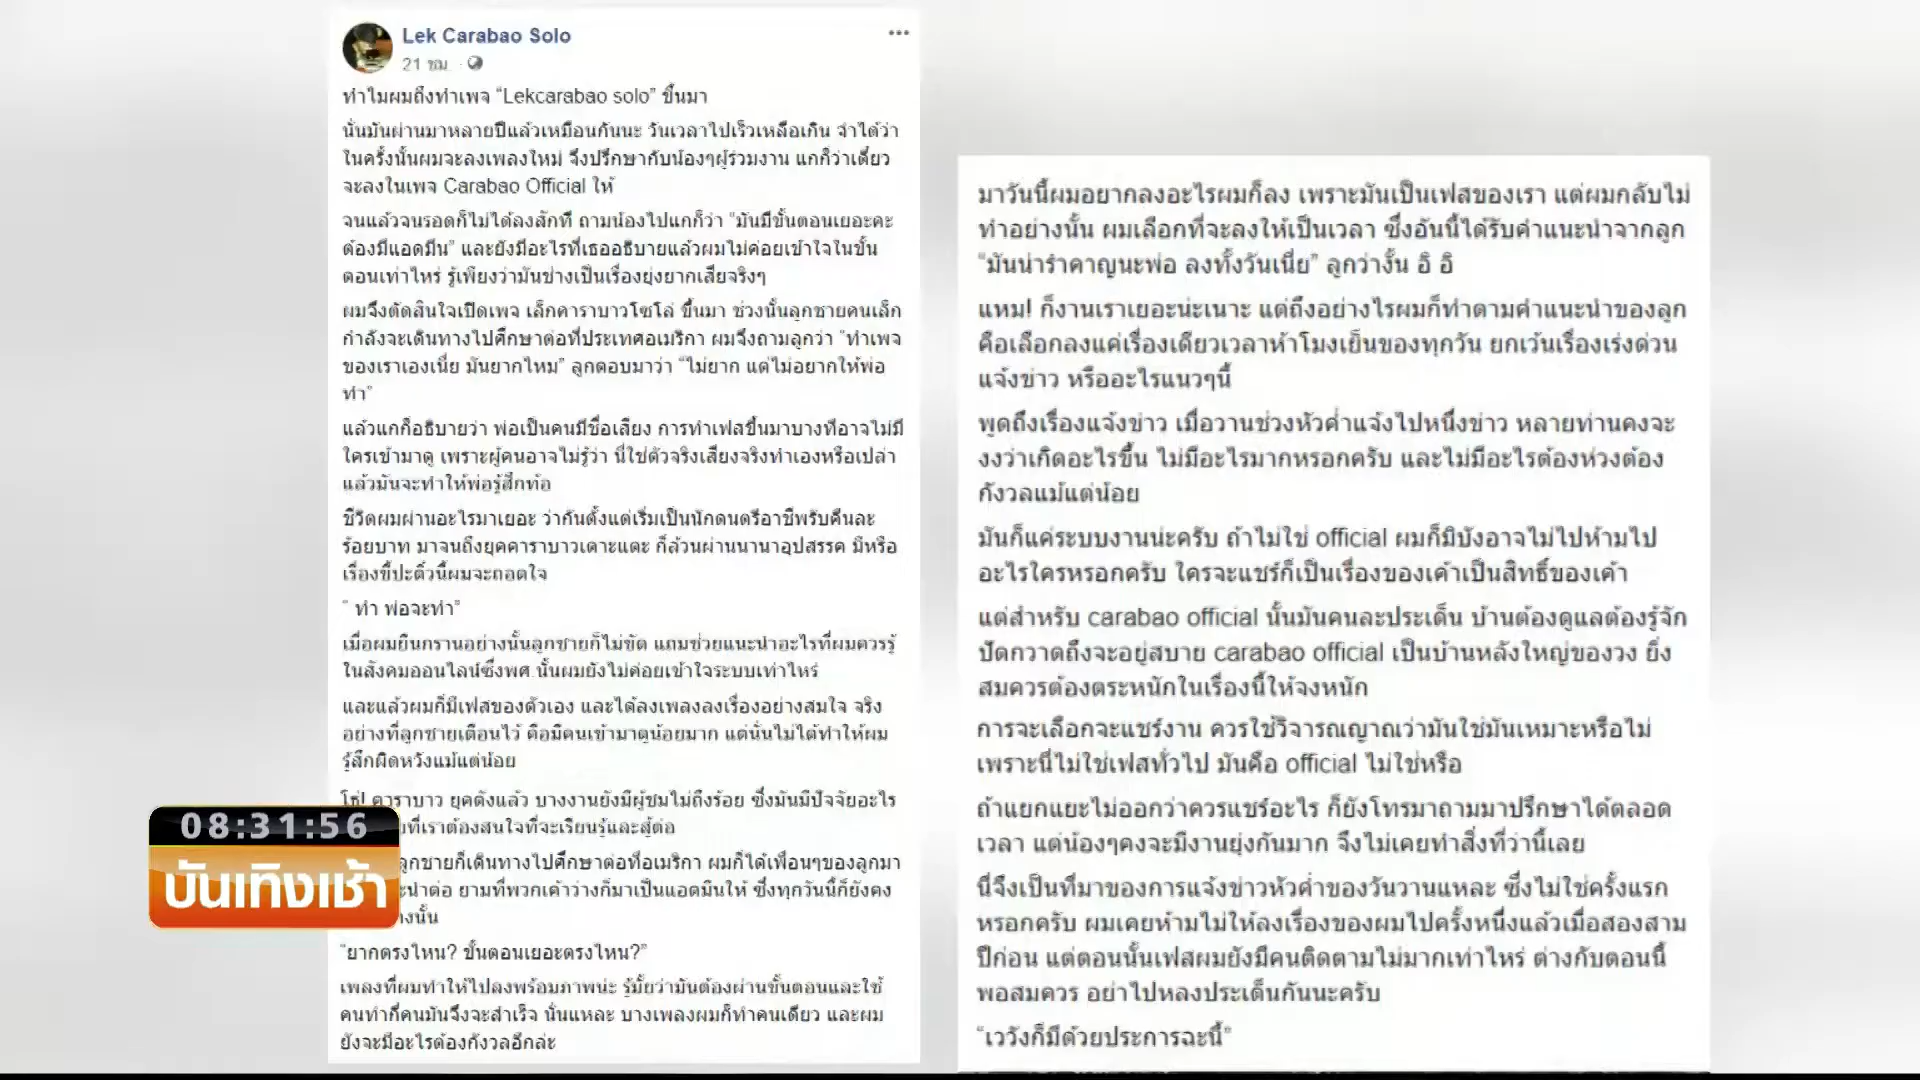 Lek Carabao Solo
21 ชม.
ทำไมผมถึงทำเพจ “Lekcarabao solo” ขึ้นมา
นั่นมันผ่านมาหลายปีแล้วเหมือนกันนะ วันเวลาไปเร็วเหลือเกิน จำได้ว่า
ในครั้งนั้นผมจะลงเพลงใหม่ จึงปรึกษากับน้องๆผู้ร่วมงาน แกก็ว่าเดี๋ยว
จะลงในเพจ Carabao Official ให้
จนแล้วจนรอดก็ไม่ได้ลงสักที ถามน้องไปแกก็ว่า “มันมีขั้นตอนเยอะคะ
ต้องมีแอดมีน” และยังมีอะไรที่เธออธิบายแล้วผมไม่ค่อยเข้าใจในขั้น
ตอนเท่าไหร่ รู้เพียงว่ามันช่างเป็นเรื่องยุ่งยากเสียจริงๆ
ผมจึงตัดสินใจเปิดเพจ เล็กคาราบาวโซโล่ ขึ้นมา ช่วงนั้นลูกชายคนเล็ก
กำลังจะเดินทางไปศึกษาต่อที่ประเทศอเมริกา ผมจึงถามลูกว่า “ทำเพจ
ของเราเองเนี่ย มันยากไหม” ลูกตอบมาว่า “ไม่ยาก แต่ไม่อยากให้พ่อ
ทำ”
แล้วแกก็อธิบายว่า พ่อเป็นคนมีชื่อเสียง การทำเฟสขึ้นมาบางทีอาจไม่มี
ใครเข้ามาดู เพราะผู้คนอาจไม่รู้ว่า นี่ใช่ตัวจริงเสียงจริงทำเองหรือเปล่า
แล้วมันจะทำให้พ่อรู้สึกท้อ
ชีวิตผมผ่านอะไรมาเยอะ ว่ากันตั้งแต่เริ่มเป็นนักดนตรีอาชีพรับคืนละ
ร้อยบาท มาจนถึงยุคคาราบาวเตาะแตะ ก็ล้วนผ่านนานาอุปสรรค มีหรือ
เรื่องขี้ปะติ๋วนี้ผมจะถอดใจ
“ ทำ พ่อจะทำ”
เมื่อผมยืนกรานอย่างนั้นลูกชายก็ไม่ขัด แถมช่วยแนะนำอะไรที่ผมควรรู้
ในสังคมออนไลน์ซึ่งพศ.นั้นผมยังไม่ค่อยเข้าใจระบบเท่าไหร่
และแล้วผมก็มีเฟสของตัวเอง และได้ลงเพลงลงเรื่องอย่างสมใจ จริง
อย่างที่ลูกชายเตือนไว้ คือมีคนเข้ามาดูน้อยมาก แต่นั่นไม่ได้ทำให้ผม
รู้สึกผิดหวังแม้แต่น้อย
โธ่! คาราบาว ยุคดังแล้ว บางงานยังมีผู้ชมไม่ถึงร้อย ซึ่งมันมีปัจจัยอะไร
ที่เราต้องสนใจที่จะเรียนรู้และสู้ต่อ
ลูกชายก็เดินทางไปศึกษาต่อที่อเมริกา ผมก็ได้เพื่อนๆของลูกมา
ะนำต่อ ยามที่พวกเค้าว่างก็มาเป็นแอดมีนให้ ซึ่งทุกวันนี้ก็ยังคง
งนั้น
“ยากตรงไหน? ขั้นตอนเยอะตรงไหน?”
เพลงที่ผมทำให้ไปลงพร้อมภาพน่ะ รู้มั้ยว่ามันต้องผ่านขั้นตอนและใช้
คนทำกี่คนมันจึงจะสำเร็จ นั่นแหละ บางเพลงผมก็ทำคนเดียว และผม
ยังจะมีอะไรต้องกังวลอีกล่ะ
08:31:56
บันเทิงเช้า
มาวันนี้ผมอยากลงอะไรผมก็ลง เพราะมันเป็นเฟสของเรา แต่ผมกลับไม่
ทำอย่างนั้น ผมเลือกที่จะลงให้เป็นเวลา ซึ่งอันนี้ได้รับคำแนะนำจากลูก
“มันน่ารำคาญนะพ่อ ลงทั้งวันเนี่ย” ลูกว่างั้น อิ อิ
แหม! ก็งานเราเยอะน่ะเนาะ แต่ถึงอย่างไรผมก็ทำตามคำแนะนำของลูก
คือเลือกลงแค่เรื่องเดียวเวลาห้าโมงเย็นของทุกวัน ยกเว้นเรื่องเร่งด่วน
แจ้งข่าว หรืออะไรแนวๆนี้
พูดถึงเรื่องแจ้งข่าว เมื่อวานช่วงหัวค่ำแจ้งไปหนึ่งข่าว หลายท่านคงจะ
งงว่าเกิดอะไรขึ้น ไม่มีอะไรมากหรอกครับ และไม่มีอะไรต้องห่วงต้อง
กังวลแม้แต่น้อย
มันก็แค่ระบบงานน่ะครับ ถ้าไม่ใช่ official ผมก็มิบังอาจไม่ไปห้ามไป
อะไรใครหรอกครับ ใครจะแชร์ก็เป็นเรื่องของเค้าเป็นสิทธิ์ของเค้า
แต่สำหรับ carabao official นั้นมันคนละประเด็น บ้านต้องดูแลต้องรู้จัก
ปัดกวาดถึงจะอยู่สบาย carabao official เป็นบ้านหลังใหญ่ของวง ยิ่ง
สมควรต้องตระหนักในเรื่องนี้ให้จงหนัก
การจะเลือกจะแชร์งาน ควรใช้วิจารณญาณว่ามันใช่มันเหมาะหรือไม่
เพราะนี่ไม่ใช่เฟสทั่วไป มันคือ official ไม่ใช่หรือ
ถ้าแยกแยะไม่ออกว่าควรแชร์อะไร ก็ยังโทรมาถามมาปรึกษาได้ตลอด
เวลา แต่น้องๆคงจะมีงานยุ่งกันมาก จึงไม่เคยทำสิ่งที่ว่านี้เลย
นี่จึงเป็นที่มาของการแจ้งข่าวหัวค่ำของวันวานแหละ ซึ่งไม่ใช่ครั้งแรก
หรอกครับ ผมเคยห้ามไม่ให้ลงเรื่องของผมไปครั้งหนึ่งแล้วเมื่อสองสาม
ปีก่อน แต่ตอนนั้นเฟสผมยังมีคนติดตามไม่มากเท่าไหร่ ต่างกับตอนนี้
พอสมควร อย่าไปหลงประเด็นกันนะครับ
“เววังก็มีด้วยประการฉะนี้”